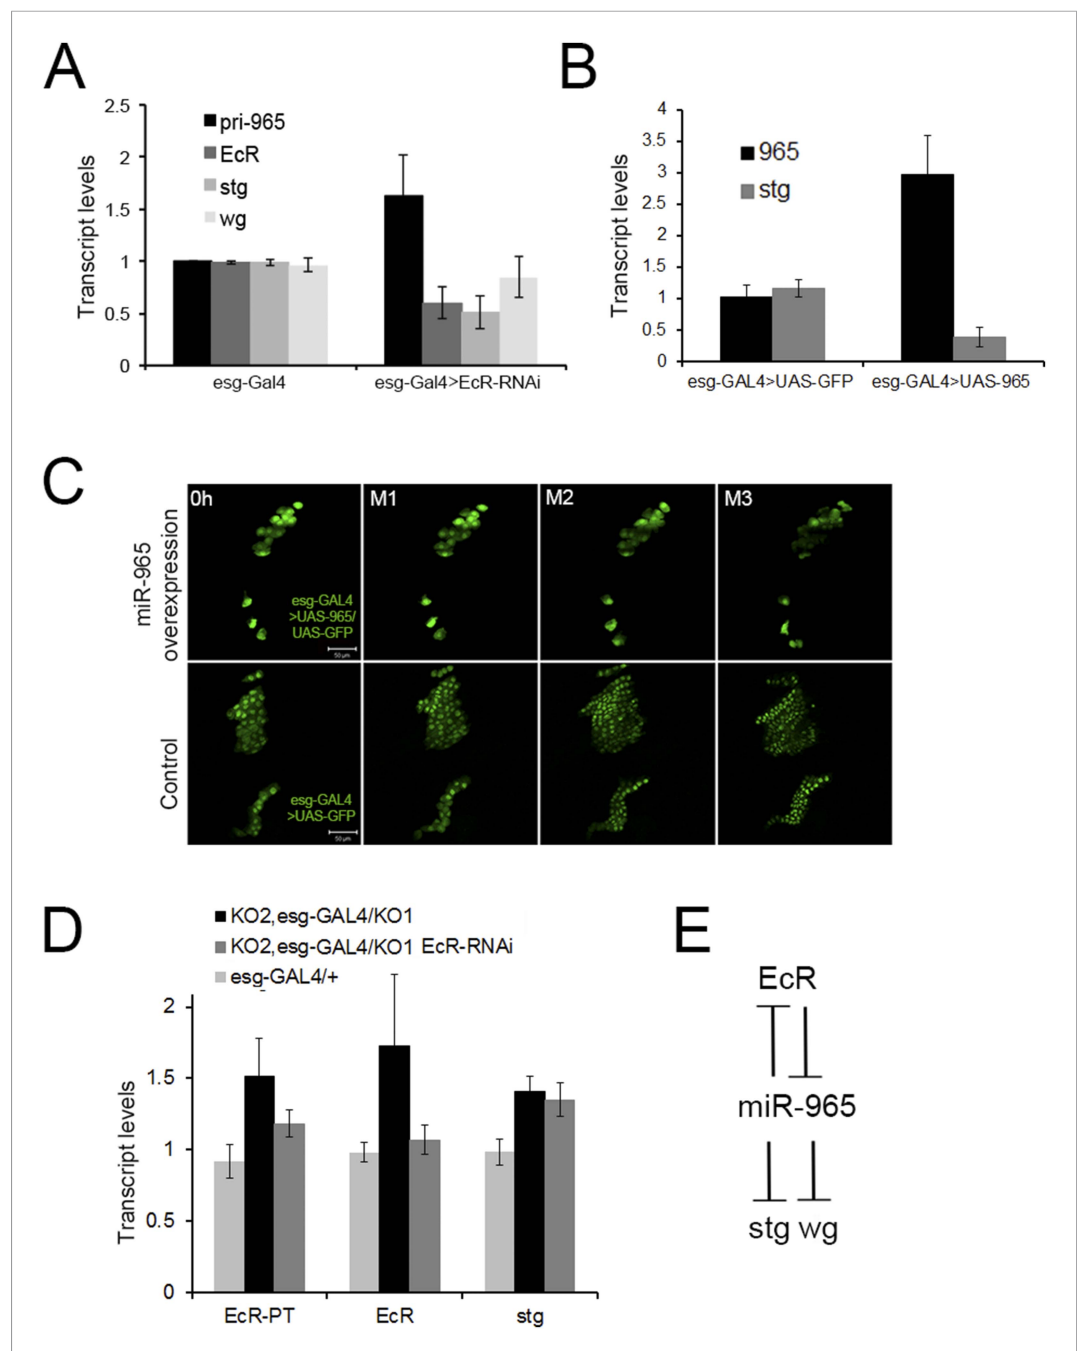 A
2.5
2
1.5
1
0.5
0
Transcript levels
pri-965
EcR
stg
wg
esg-Gal4
esg-Gal4>EcR-RNAi
B
4
3.5
3
2.5
2
1.5
1
0.5
0
Transcript levels
965
stg
esg-GAL4>UAS-GFP
esg-GAL4>UAS-965
C
miR-965
overexpression
0h
M1
M2
M3
esg-GAL4
>UAS-965/
UAS-GFP
50 µm
Control
esg-GAL4
>UAS-GFP
50 µm
D
KO2,esg-GAL4/KO1
KO2,esg-GAL4/KO1 EcR-RNAi
esg-GAL4/+
2
1.5
1
0.5
0
Transcript levels
EcR-PT
EcR
stg
E
EcR
miR-965
stg wg